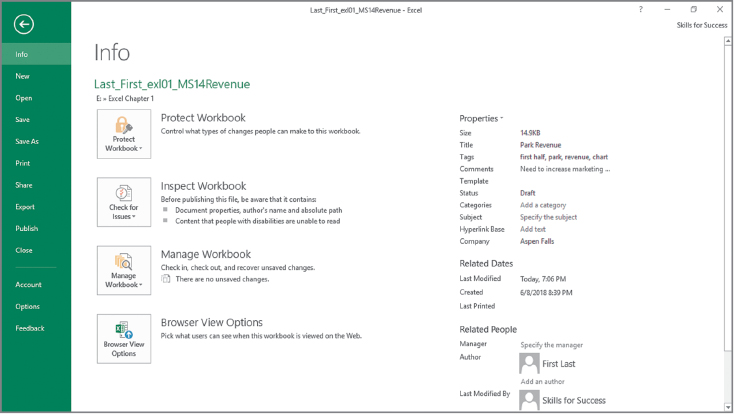 Last_First_exl01_MS14Revenue - Excel
?
Skills for Success
Info
New
Open
Save
Save As
Print
Share
Export
Publish
Close
Account
Options
Feedback
Info
Last_First_exl01_MS14Revenue
E: » Excel Chapter 1
Protect
Workbook
Protect Workbook
Control what types of changes people can make to this workbook.
Check for
Issues
Inspect Workbook
Before publishing this file, be aware that it contains:
Document properties, author's name and absolute path
Content that people with disabilities are unable to read
Manage
Workbook
Manage Workbook
Check in, check out, and recover unsaved changes.
There are no unsaved changes.
Browser View
Options
Browser View Options
Pick what users can see when this workbook is viewed on the Web.
Properties
Size 14.9KB
Title Park Revenue
Tags first half, park, revenue, chart
Comments Need to increase marketing ...
Template
Status Draft
Categories Add a category
Subject Specify the subject
Hyperlink Base Add text
Company Aspen Falls
Related Dates
Last Modified Today, 7:06 PM
Created 6/8/2018 8:39 PM
Last Printed
Related People
Manager Specify the manager
Author First Last
Add an author
Last Modified By Skills for Success